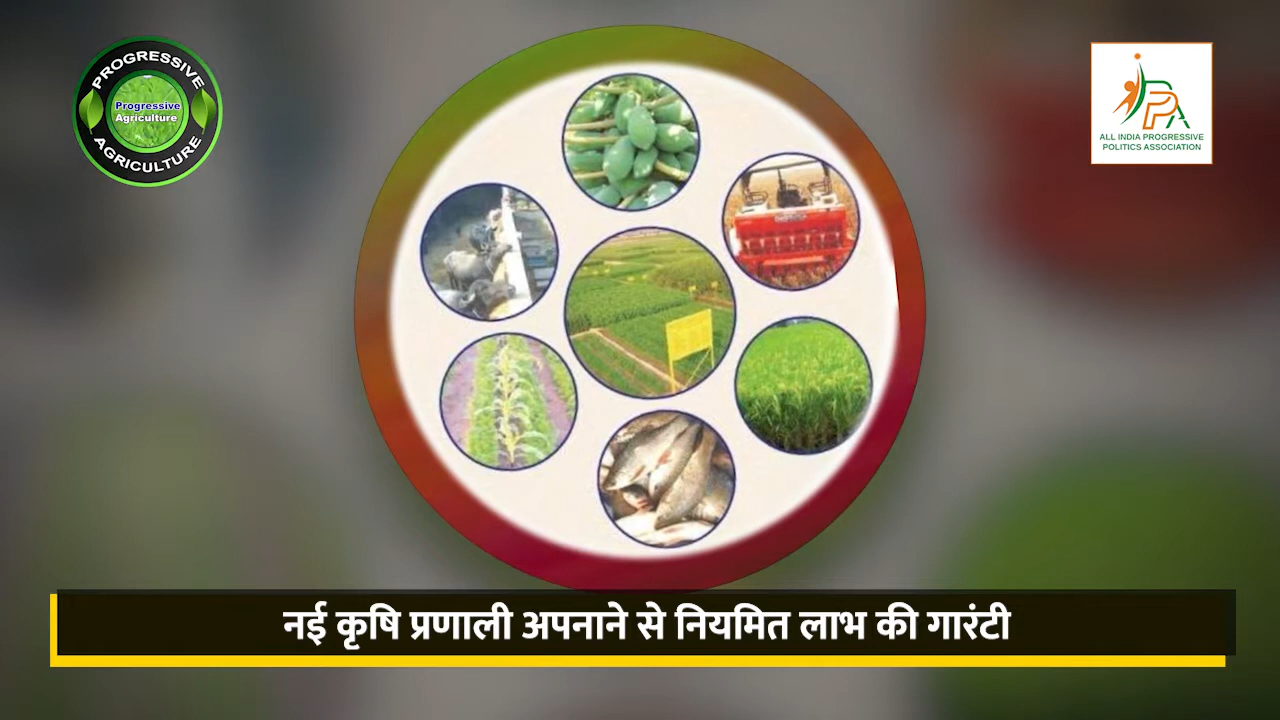 PROGRESSIVE
Progressive
Agriculture
AGRICULTURE
ALL INDIA PROGRESSIVE
POLITICS ASSOCIATION
नई कृषि प्रणाली अपनाने से नियमित लाभ की गारंटी